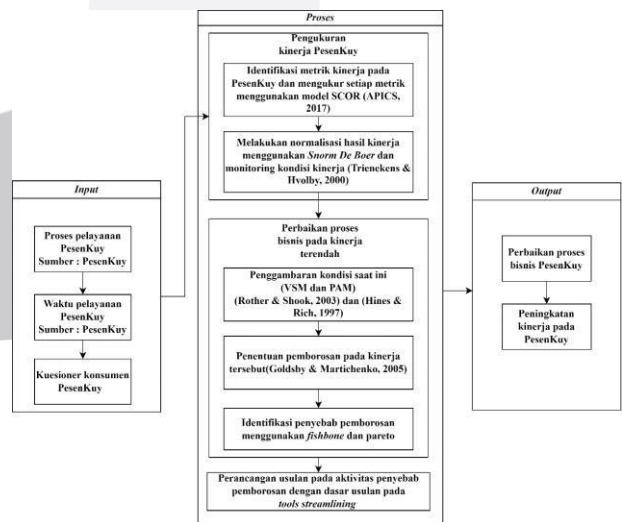 Input
Proses pelayanan
PesenKuy
Sumber : PesenKuy
Waktu pelayanan
PesenKuy
Sumber : PesenKuy
Kuesioner konsumen
PesenKuy
Proses
Pengukuran
kinerja PesenKuy
Identifikasi metrik kinerja pada
PesenKuy dan mengukur setiap metrik
menggunakan model SCOR (APICS,
2017)
Melakukan normalisasi hasil kinerja
menggunakan Snorm De Boer dan
monitoring kondisi kinerja (Trienekens &
Hvolby, 2000)
Perbaikan proses
bisnis pada kinerja
terendah
Penggambaran kondisi saat ini
(VSM dan PAM)
(Rother & Shook, 2003) dan (Hines &
Rich, 1997)
Penentuan pemborosan pada kinerja
tersebut(Goldsby & Martichenko, 2005)
Identifikasi penyebab pemborosan
menggunakan fishbone dan pareto
Perancangan usulan pada aktivitas penyebab
pemborosan dengan dasar usulan pada
tools streamlining
Output
Perbaikan proses
bisnis PesenKuy
Peningkatan
kinerja pada
PesenKuy